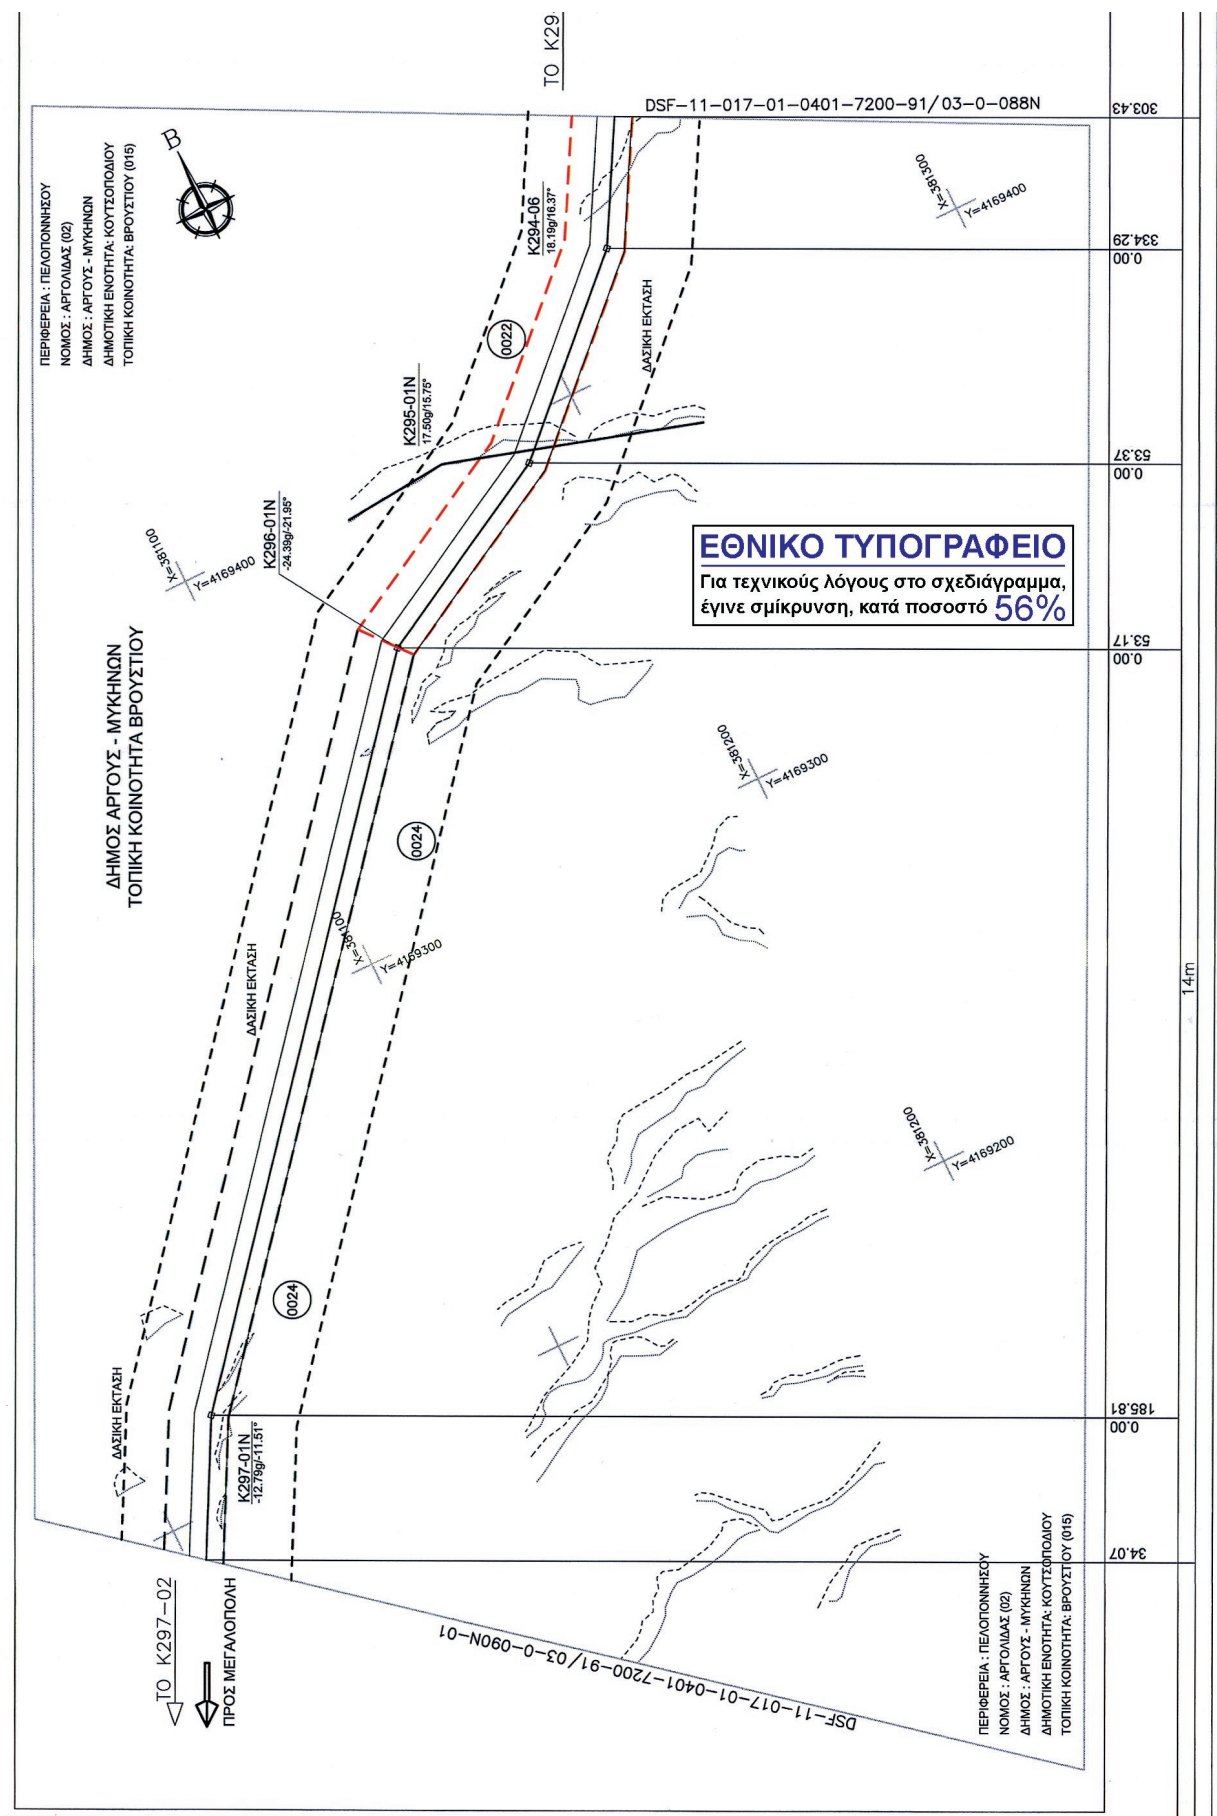 ΤΟ Κ29
DSF-11-017-01-0401-7200-91/03-0-088N
303.43
ΠΕΡΙΦΕΡΕΙΑ : ΠΕΛΟΠΟΝΝΗΣΟΥ
ΝΟΜΟΣ : ΑΡΓΟΛΙΔΑΣ (02)
ΔΗΜΟΣ : ΑΡΓΟΥΣ - ΜΥΚΗΝΩΝ
ΔΗΜΟΤΙΚΗ ΕΝΟΤΗΤΑ: ΚΟΥΤΣΟΠΟΔΙΟΥ
ΤΟΠΙΚΗ ΚΟΙΝΟΤΗΤΑ: ΒΡΟΥΣΤΙΟΥ (015)
Β
K294-06
18.19g/16.37°
X=381300
Y=4169400
334.29
0.00
0022
ΔΑΣΙΚΗ ΕΚΤΑΣΗ
K295-01N
17.50g/15.75°
53.37
0.00
K296-01N
-24.39g/-21.95°
X=381100
Y=4169400
ΕΘΝΙΚΟ ΤΥΠΟΓΡΑΦΕΙΟ
Για τεχνικούς λόγους στο σχεδιάγραμμα,
έγινε σμίκρυνση, κατά ποσοστό 56%
53.17
0.00
ΔΗΜΟΣ ΑΡΓΟΥΣ - ΜΥΚΗΝΩΝ
ΤΟΠΙΚΗ ΚΟΙΝΟΤΗΤΑ ΒΡΟΥΣΤΙΟΥ
X=381200
Y=4169300
0024
X=381100
Y=4169300
ΔΑΣΙΚΗ ΕΚΤΑΣΗ
14m
X=381200
Y=4169200
0024
ΔΑΣΙΚΗ ΕΚΤΑΣΗ
K297-01N
-12.79g/-11.51°
185.81
0.00
34.07
ΤΟ Κ297-02
ΠΡΟΣ ΜΕΓΑΛΟΠΟΛΗ
DSF-11-017-01-0401-7200-91/03-0-090N-01
ΠΕΡΙΦΕΡΕΙΑ : ΠΕΛΟΠΟΝΝΗΣΟΥ
ΝΟΜΟΣ : ΑΡΓΟΛΙΔΑΣ (02)
ΔΗΜΟΣ : ΑΡΓΟΥΣ - ΜΥΚΗΝΩΝ
ΔΗΜΟΤΙΚΗ ΕΝΟΤΗΤΑ: ΚΟΥΤΣΟΠΟΔΙΟΥ
ΤΟΠΙΚΗ ΚΟΙΝΟΤΗΤΑ: ΒΡΟΥΣΤΙΟΥ (015)